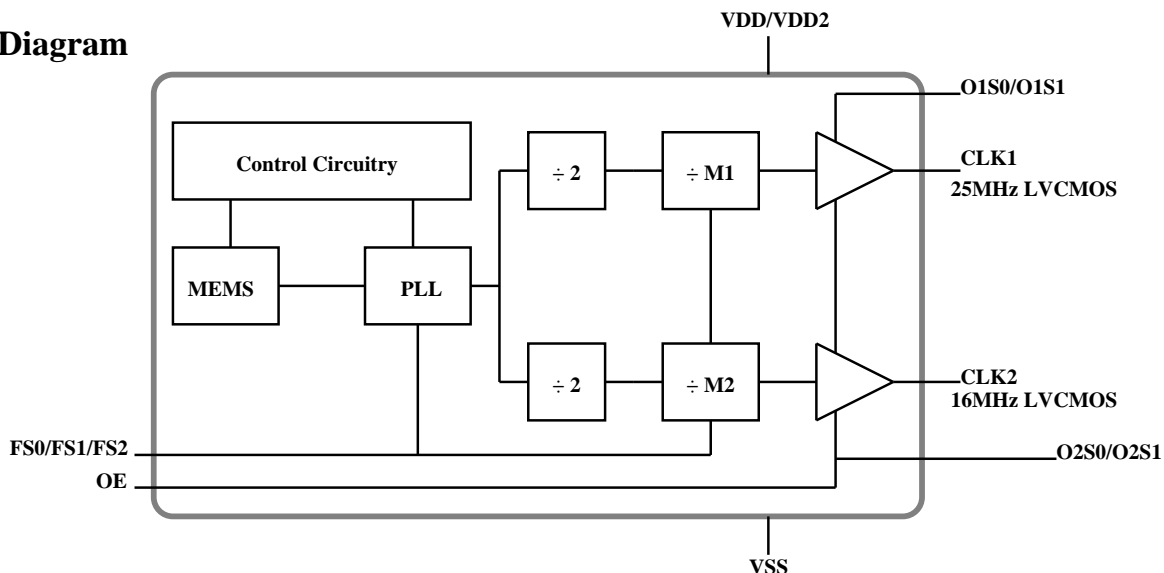 VDD/VDD2
Diagram
O1S0/O1S1
Control Circuitry
÷ 2
÷ M1
CLK1
25MHz LVCMOS
MEMS
PLL
÷ 2
÷ M2
CLK2
16MHz LVCMOS
FS0/FS1/FS2
O2S0/O2S1
OE
VSS